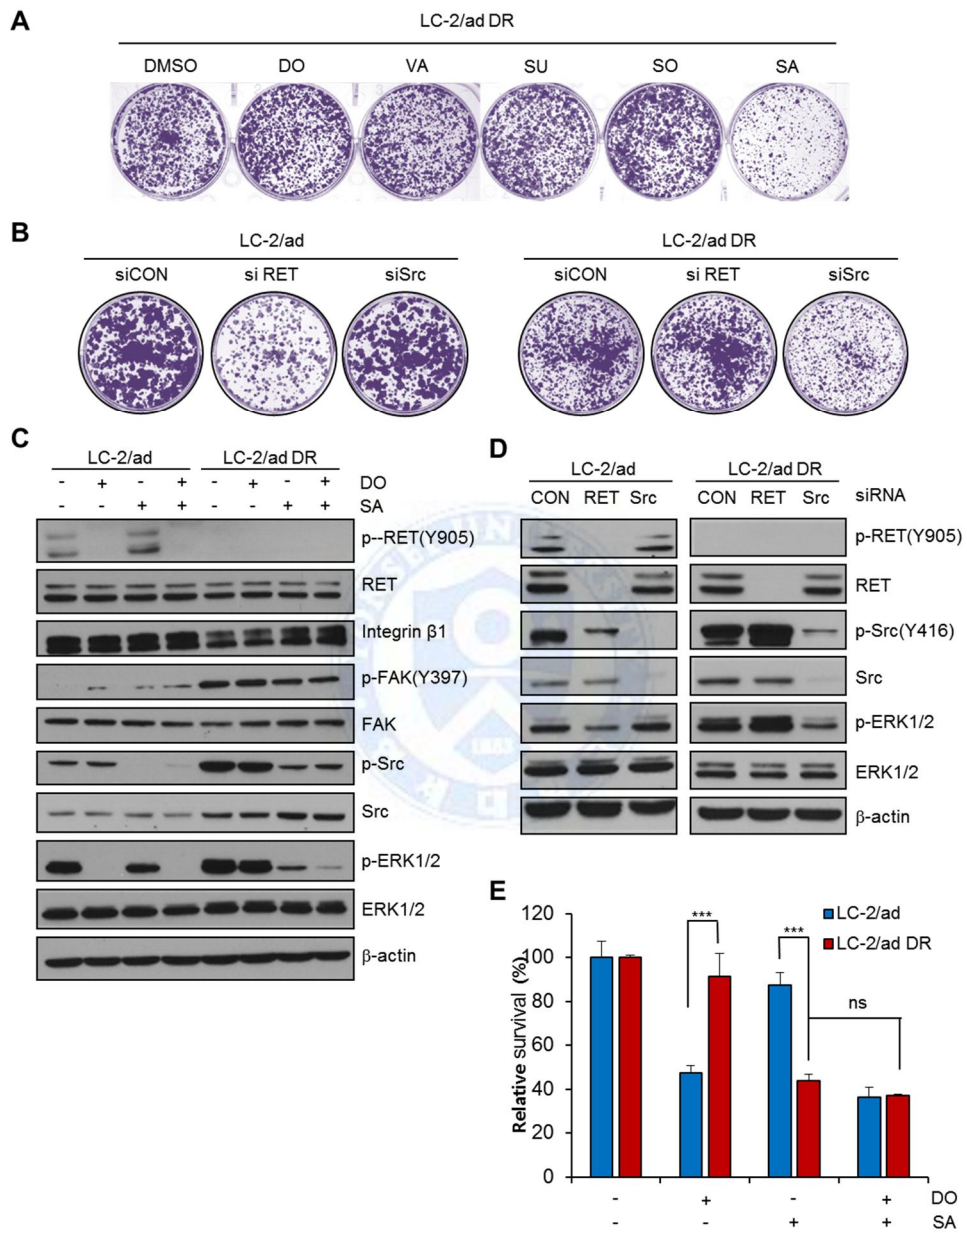 A
LC-2/ad DR
DMSO DO VA SU SO SA
B
LC-2/ad
siCON si RET siSrc
LC-2/ad DR
siCON si RET siSrc
C
LC-2/ad LC-2/ad DR
- + - + - + - + DO
- - + + - - + + SA
p--RET(Y905)
RET
Integrin β1
p-FAK(Y397)
FAK
p-Src
Src
p-ERK1/2
ERK1/2
β-actin
D
LC-2/ad LC-2/ad DR
CON RET Src CON RET Src siRNA
p-RET(Y905)
RET
p-Src(Y416)
Src
p-ERK1/2
ERK1/2
β-actin
1883
E
Relative survival (%)
120
100
80
60
40
20
0
LC-2/ad
LC-2/ad DR
***
***
ns
- + - + DO
- - + + SA